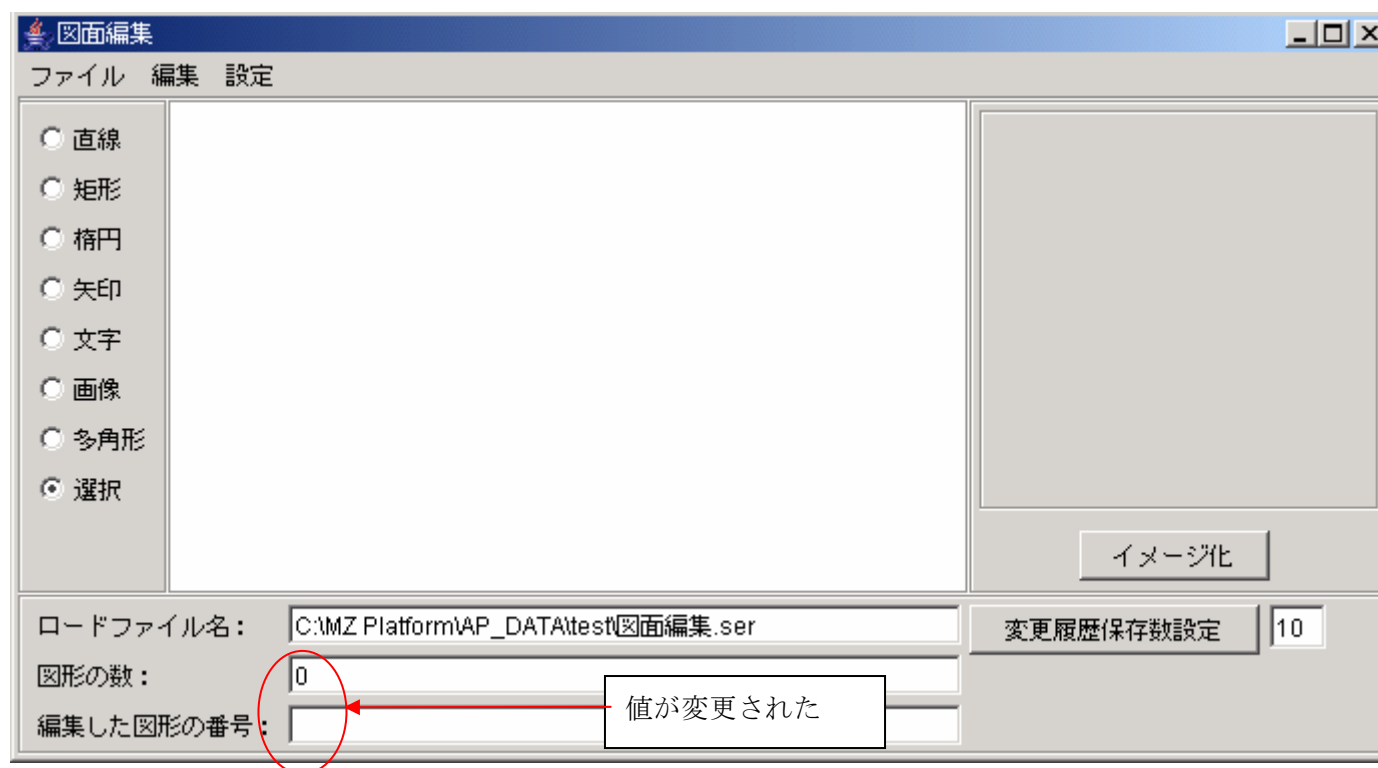 図面編集
ファイル 編集 設定
直線
矩形
楕円
矢印
文字
画像
多角形
選択
イメージ化
ロードファイル名： C:\MZ Platform\AP_DATA\test\図面編集.ser 変更履歴保存数設定 10
図形の数： 0
値が変更された
編集した図形の番号：